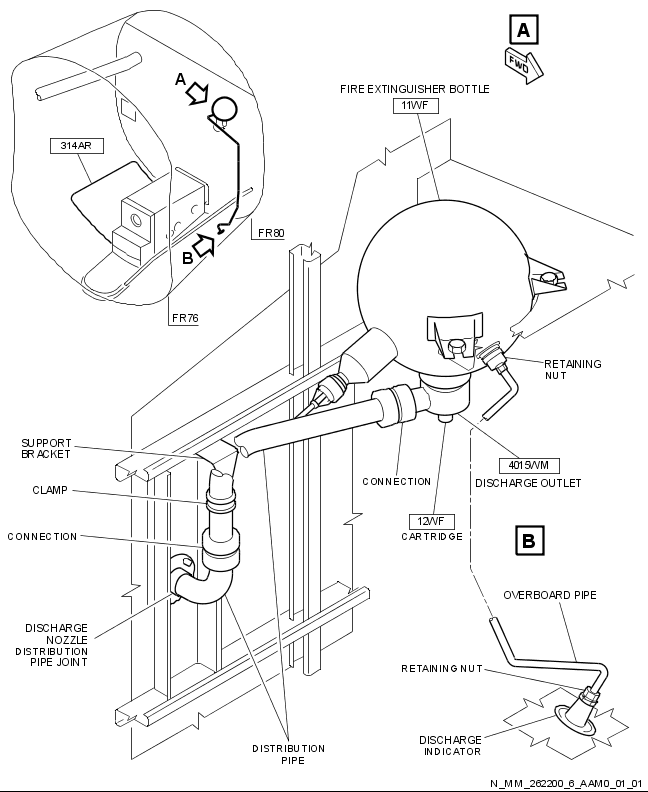 A
FWD
FIRE EXTINGUISHER BOTTLE
11WF
A
314AR
FR80
B
FR76
RETAINING
NUT
SUPPORT
BRACKET
4015WM
CONNECTION
DISCHARGE OUTLET
CLAMP
12WF
CARTRIDGE
CONNECTION
B
OVERBOARD PIPE
DISCHARGE
NOZZLE
DISTRIBUTION
PIPE JOINT
RETAINING NUT
DISCHARGE
INDICATOR
DISTRIBUTION
PIPE
N_MM_262200_6_AAM0_01_01